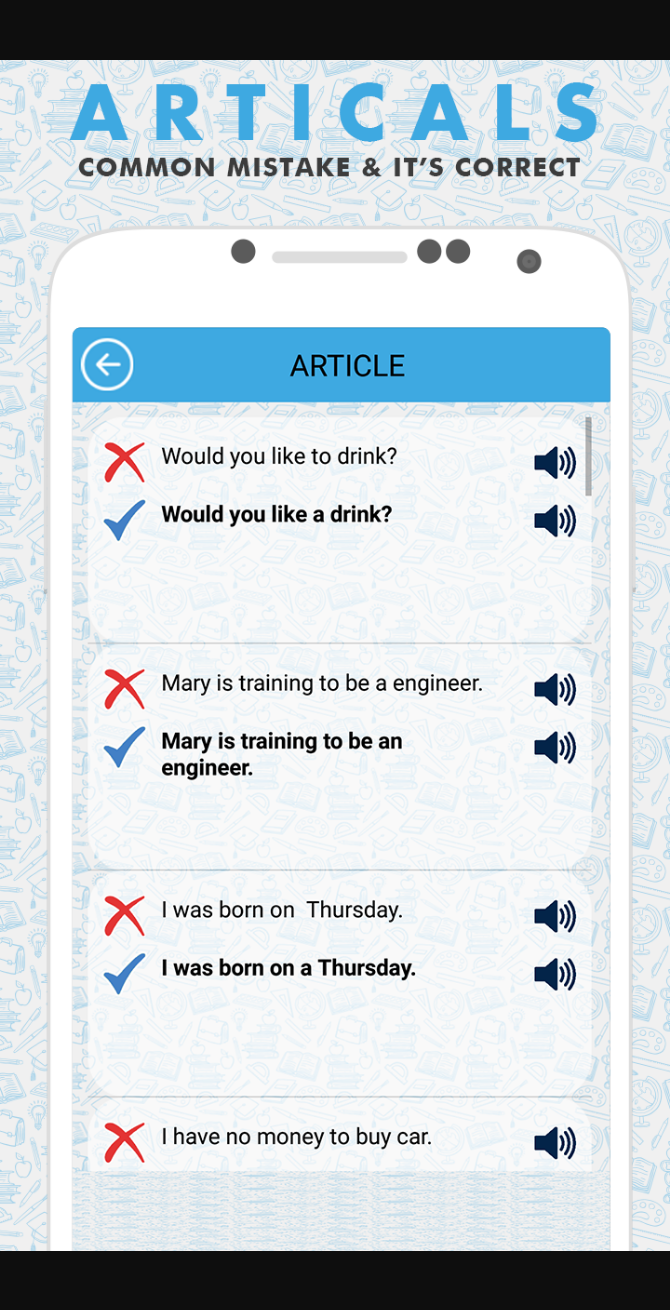 ARTICALS
COMMON MISTAKE & IT'S CORRECT
ARTICLE
Would you like to drink?
Would you like a drink?
Mary is training to be a engineer.
Mary is training to be an
engineer.
I was born on  Thursday.
I was born on a Thursday.
I have no money to buy car.